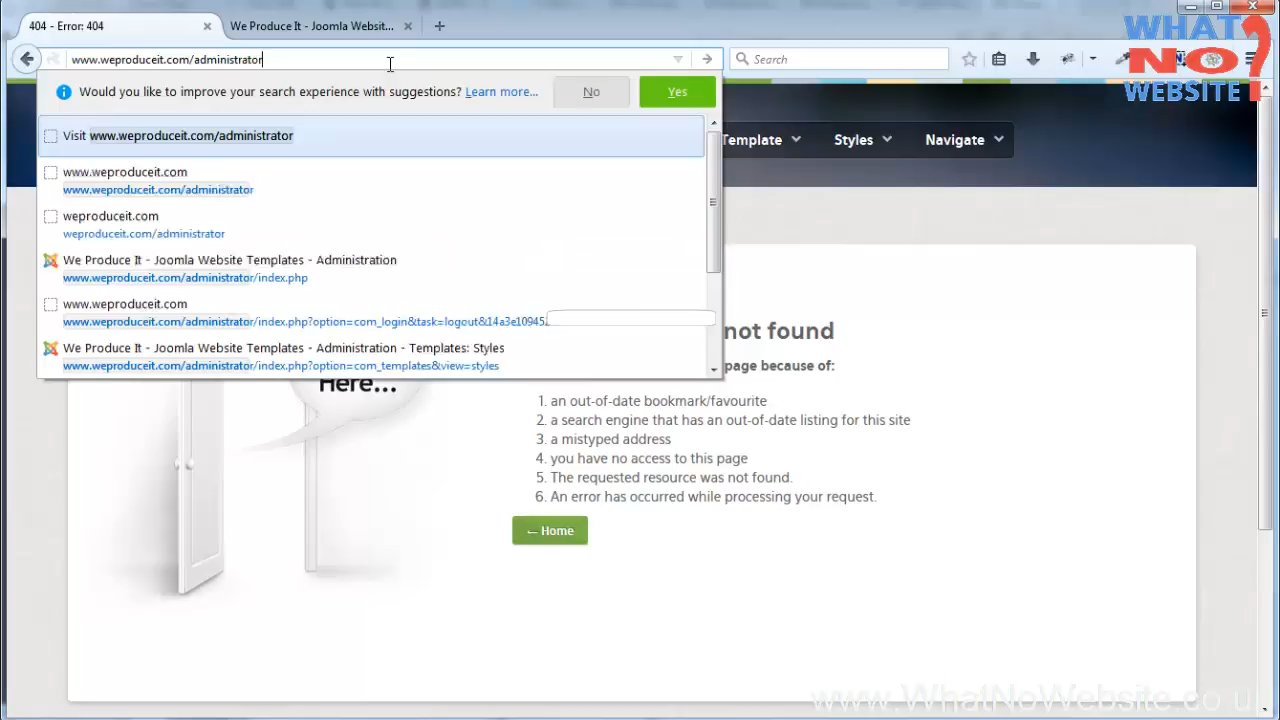 404 - Error: 404
We Produce It - Joomla Website...
www.weproduceit.com/administrator
Search
WHAT
NO?
WEBSITE
Would you like to improve your search experience with suggestions? Learn more...
No
Yes
Visit www.weproduceit.com/administrator
www.weproduceit.com
www.weproduceit.com/administrator
weproduceit.com
weproduceit.com/administrator
We Produce It - Joomla Website Templates - Administration
www.weproduceit.com/administrator/index.php
www.weproduceit.com
www.weproduceit.com/administrator/index.php?option=com_login&task=logout&14a3e10945
We Produce It - Joomla Website Templates - Administration - Templates: Styles
www.weproduceit.com/administrator/index.php?option=com_templates&view=styles
Template
Styles
Navigate
Here...
not found
page because of:
1. an out-of-date bookmark/favourite
2. a search engine that has an out-of-date listing for this site
3. a mistyped address
4. you have no access to this page
5. The requested resource was not found.
6. An error has occurred while processing your request.
← Home
www.WhatNoWebsite.co.u